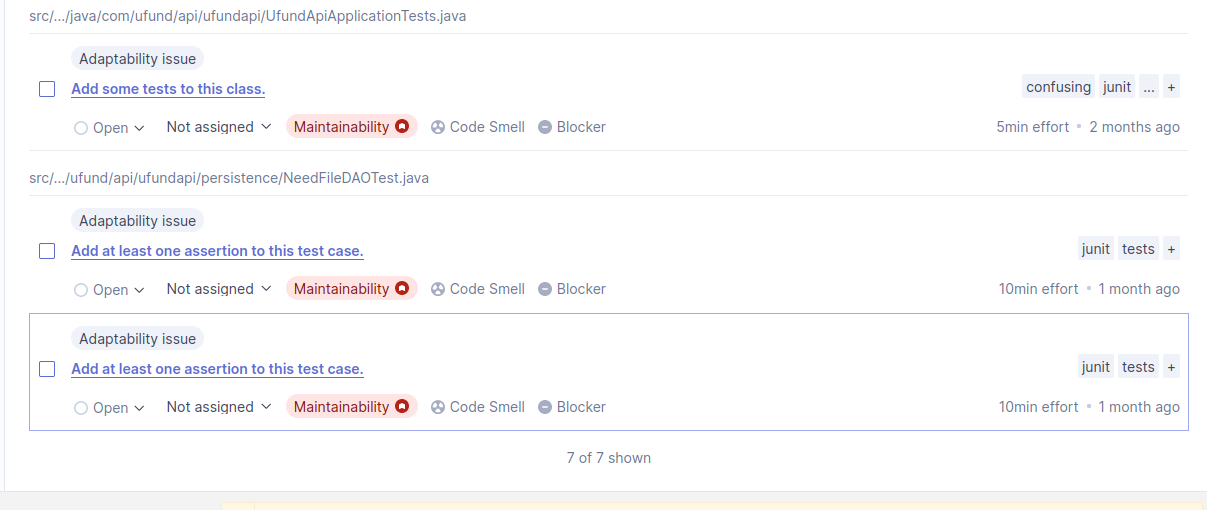 src/.../java/com/ufund/api/ufundapi/UfundApiApplicationTests.java
Adaptability issue
Add some tests to this class.
confusing junit ... +
Open Not assigned Maintainability Code Smell Blocker 5min effort • 2 months ago
src/.../ufund/api/ufundapi/persistence/NeedFileDAOTest.java
Adaptability issue
Add at least one assertion to this test case.
junit tests +
Open Not assigned Maintainability Code Smell Blocker 10min effort • 1 month ago
Adaptability issue
Add at least one assertion to this test case.
junit tests +
Open Not assigned Maintainability Code Smell Blocker 10min effort • 1 month ago
7 of 7 shown